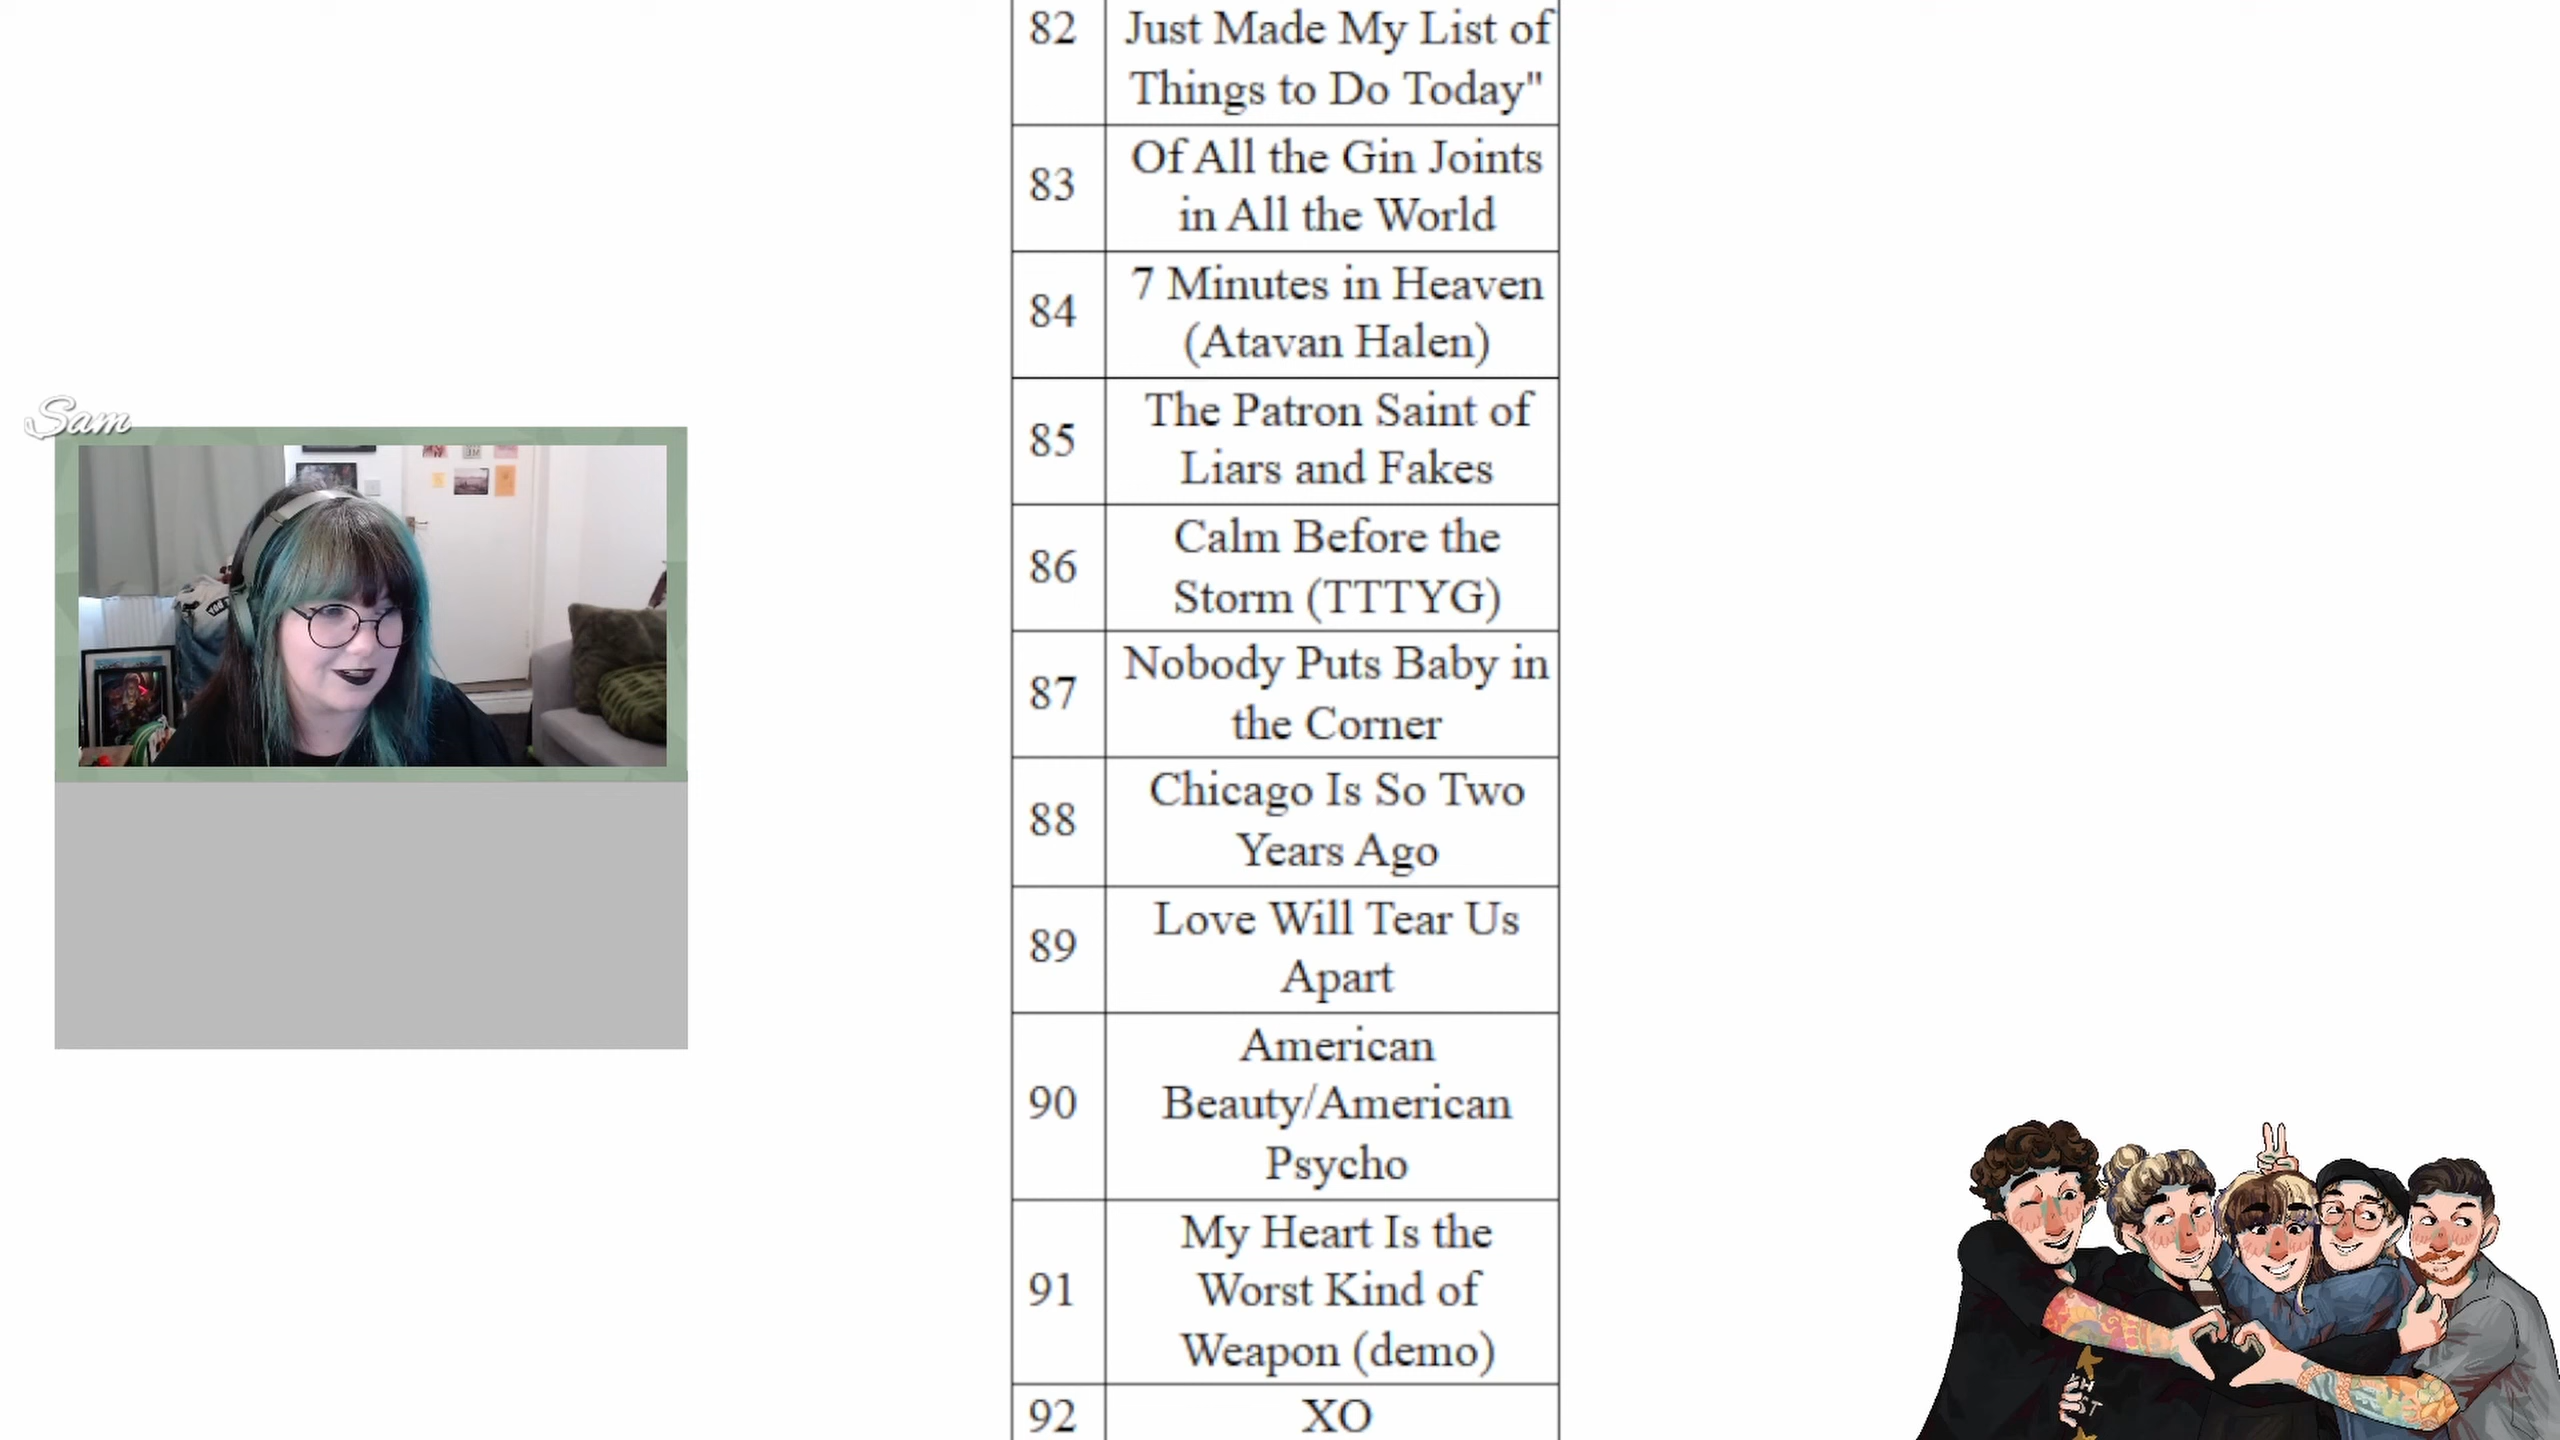 82
Just Made My List of
Things to Do Today"
83
Of All the Gin Joints
in All the World
84
7 Minutes in Heaven
(Atavan Halen)
85
The Patron Saint of
Liars and Fakes
86
Calm Before the
Storm (TTTYG)
87
Nobody Puts Baby in
the Corner
88
Chicago Is So Two
Years Ago
89
Love Will Tear Us
Apart
90
American
Beauty/American
Psycho
91
My Heart Is the
Worst Kind of
Weapon (demo)
92
XO
Sam